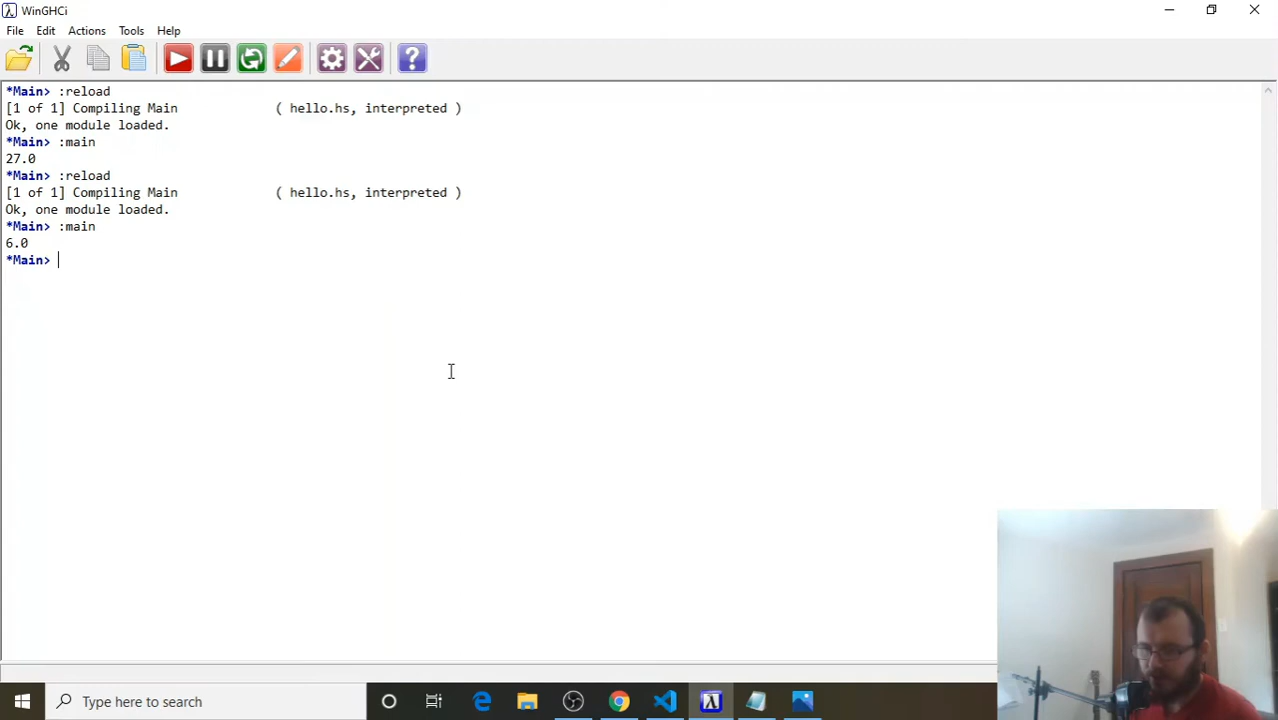 WinGHCi
File Edit Actions Tools Help
*Main> :reload
[1 of 1] Compiling Main             ( hello.hs, interpreted )
Ok, one module loaded.
*Main> :main
27.0
*Main> :reload
[1 of 1] Compiling Main             ( hello.hs, interpreted )
Ok, one module loaded.
*Main> :main
6.0
*Main>
Type here to search